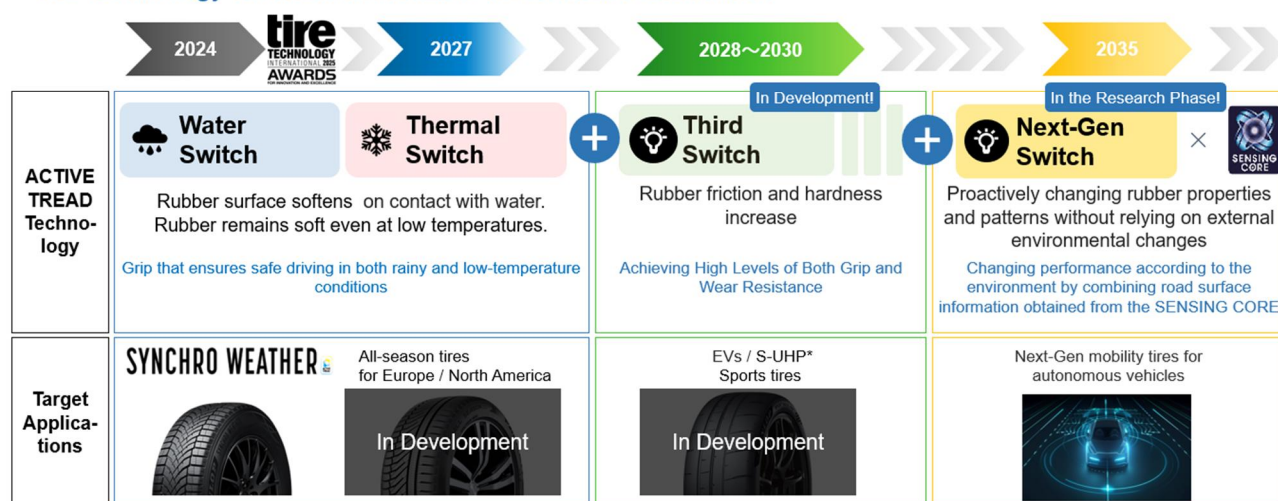 2024
tire
TECHNOLOGY
INTERNATIONAL 2025
AWARDS
FOR INNOVATION AND EXCELLENCE
2027
2028～2030
2035
In Development!
In the Research Phase!
ACTIVE
TREAD
Techno-
logy
Water
Switch
Thermal
Switch
+
Third
Switch
+
Next-Gen
Switch
×
SENSING
CORE
Rubber surface softens on contact with water.
Rubber remains soft even at low temperatures.
Grip that ensures safe driving in both rainy and low-temperature
conditions
Rubber friction and hardness
increase
Achieving High Levels of Both Grip and
Wear Resistance
Proactively changing rubber properties
and patterns without relying on external
environmental changes
Changing performance according to the
environment by combining road surface
information obtained from the SENSING CORE
Target
Applica-
tions
SYNCHRO WEATHER
All-season tires
for Europe / North America
In Development
EVs / S-UHP*
Sports tires
In Development
Next-Gen mobility tires for
autonomous vehicles